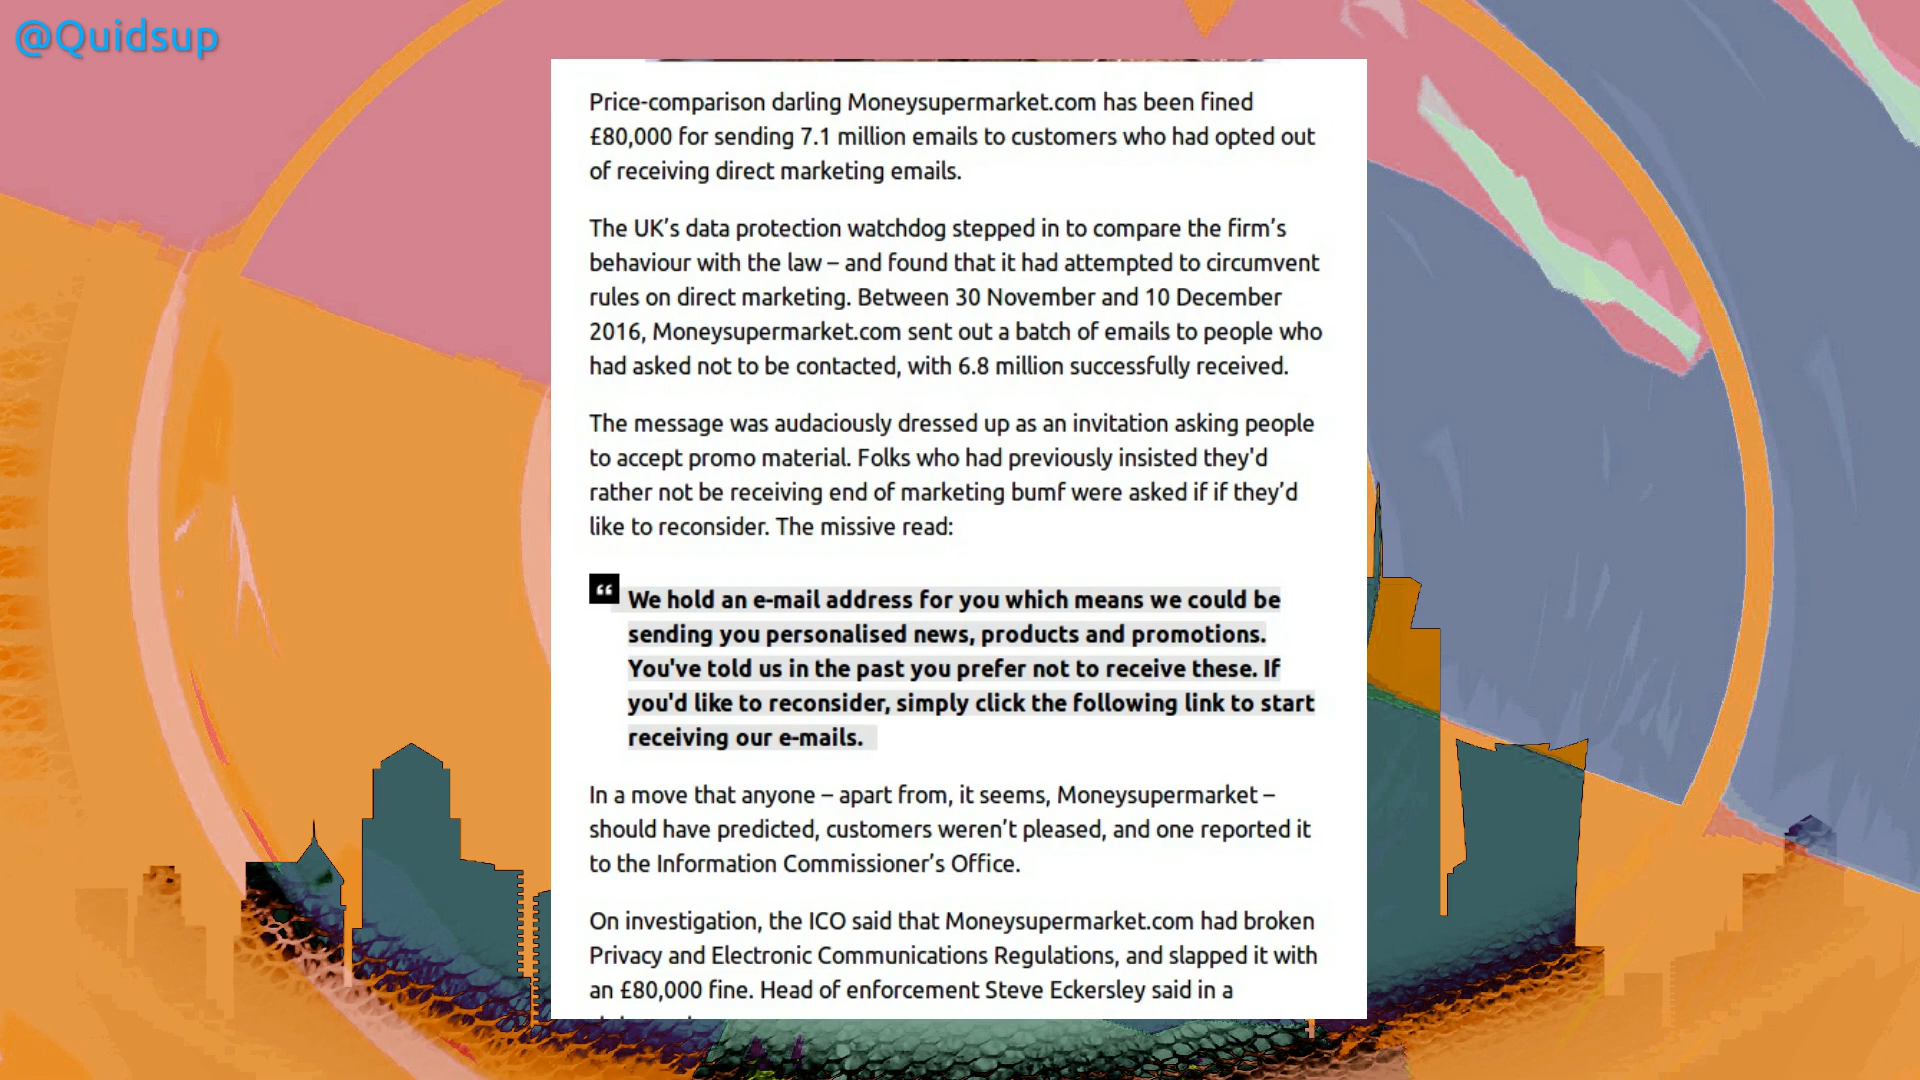 @Quidsup
Price-comparison darling Moneysupermarket.com has been fined
£80,000 for sending 7.1 million emails to customers who had opted out
of receiving direct marketing emails.
The UK’s data protection watchdog stepped in to compare the firm’s
behaviour with the law – and found that it had attempted to circumvent
rules on direct marketing. Between 30 November and 10 December
2016, Moneysupermarket.com sent out a batch of emails to people who
had asked not to be contacted, with 6.8 million successfully received.
The message was audaciously dressed up as an invitation asking people
to accept promo material. Folks who had previously insisted they'd
rather not be receiving end of marketing bumf were asked if if they’d
like to reconsider. The missive read:
“ We hold an e-mail address for you which means we could be
sending you personalised news, products and promotions.
You've told us in the past you prefer not to receive these. If
you'd like to reconsider, simply click the following link to start
receiving our e-mails.
In a move that anyone – apart from, it seems, Moneysupermarket –
should have predicted, customers weren’t pleased, and one reported it
to the Information Commissioner’s Office.
On investigation, the ICO said that Moneysupermarket.com had broken
Privacy and Electronic Communications Regulations, and slapped it with
an £80,000 fine. Head of enforcement Steve Eckersley said in a